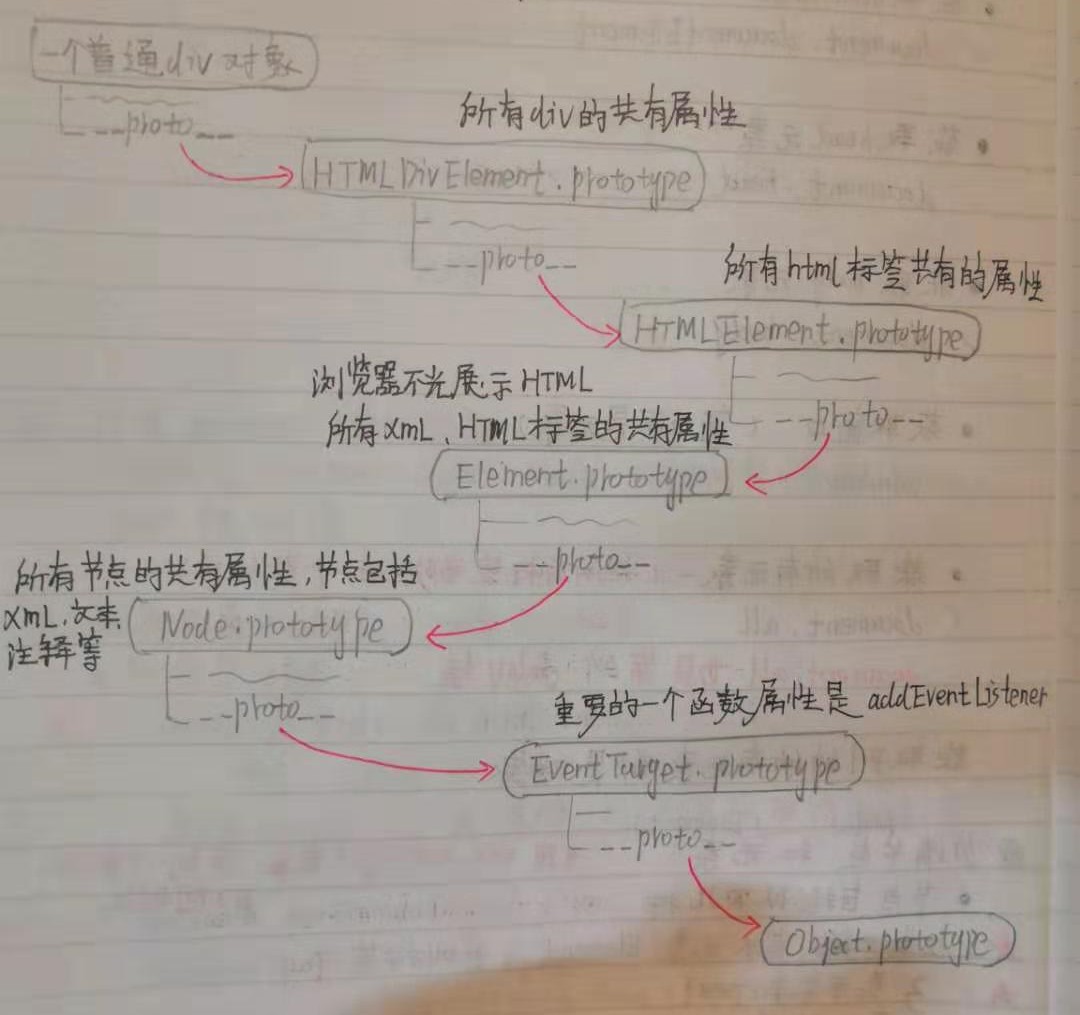 一个普通div对象
__proto__
所有div的共有属性
HTMLDivElement.prototype
__proto__
所有html标签共有的属性
HTMLElement.prototype
__proto__
浏览器不光展示HTML
所有XmL、HTML标签的共有属性
Element.prototype
__proto__
所有节点的共有属性,节点包括
XmL,文本,
注释等
Node.prototype
__proto__
重要的一个函数属性是 addEventListener
EventTarget.prototype
__proto__
Object.prototype